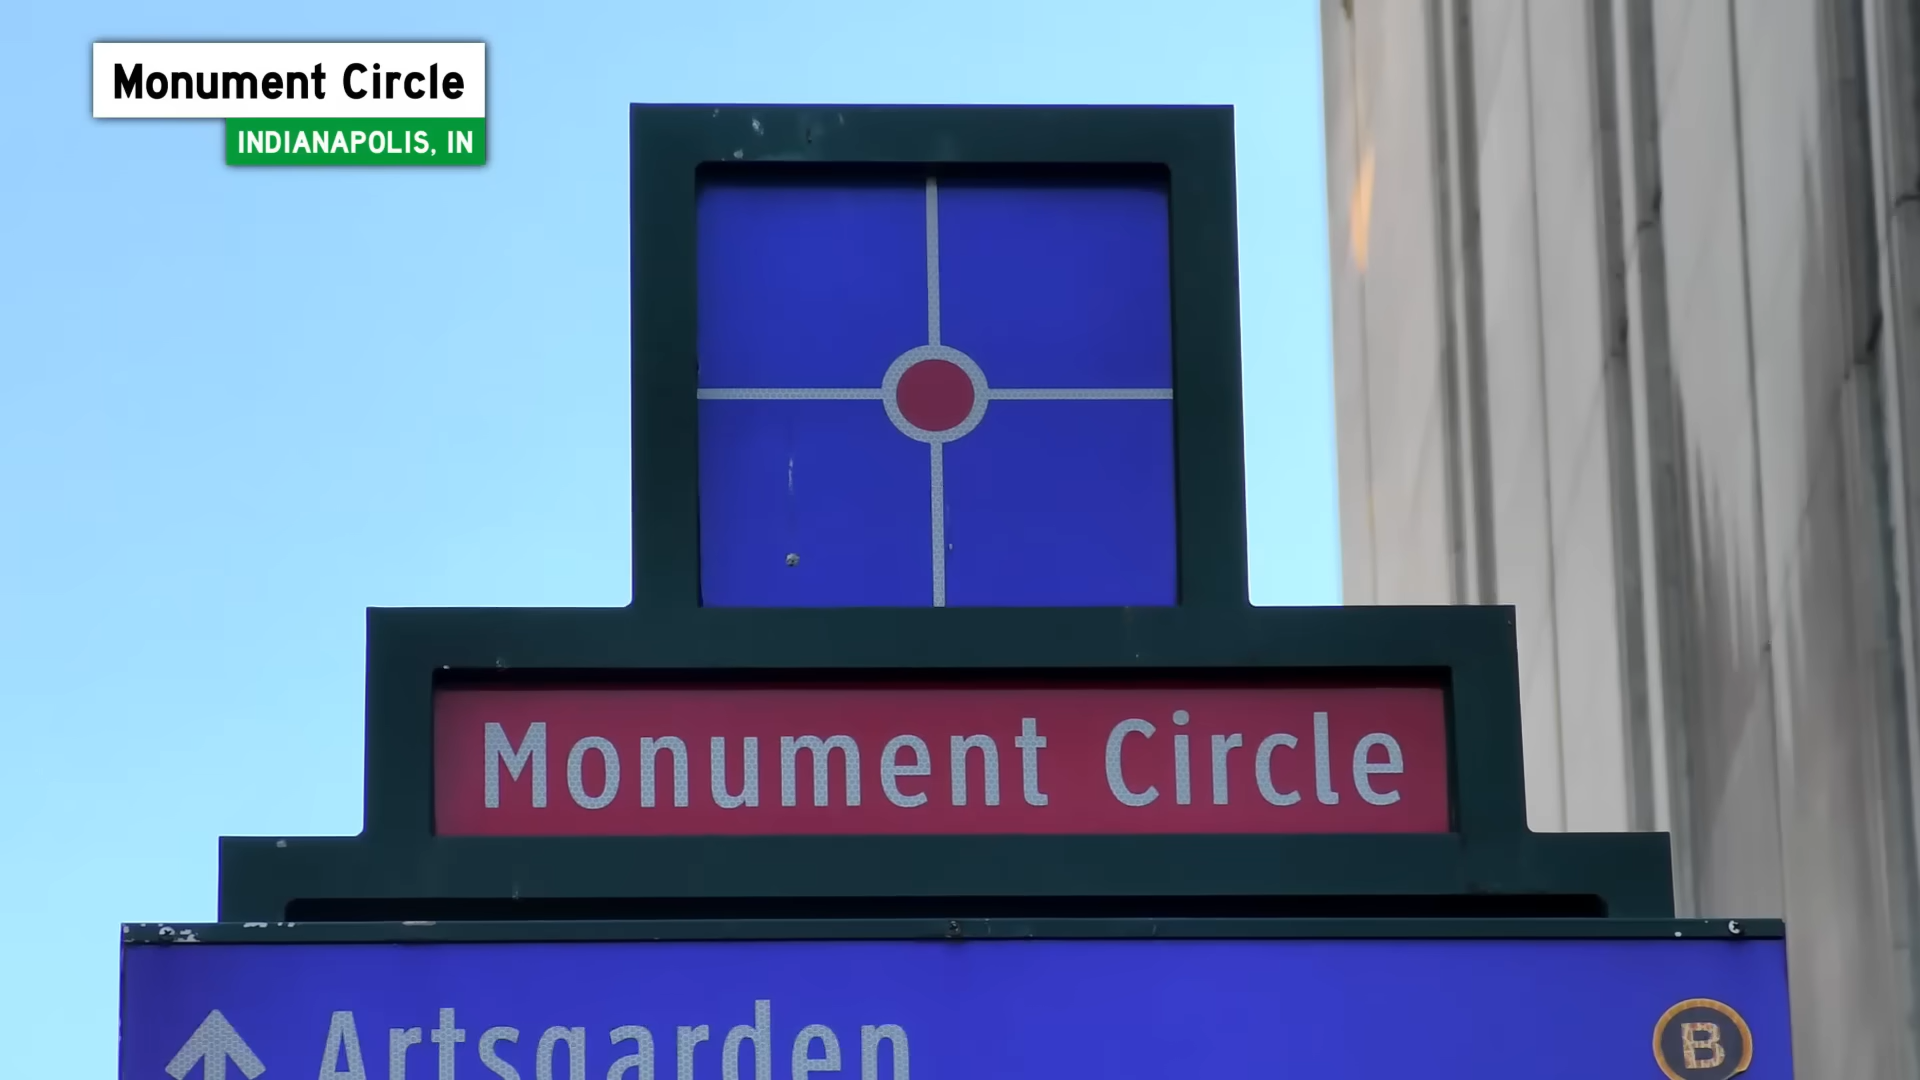 Monument Circle
INDIANAPOLIS, IN
Monument Circle
Artsgarden
B